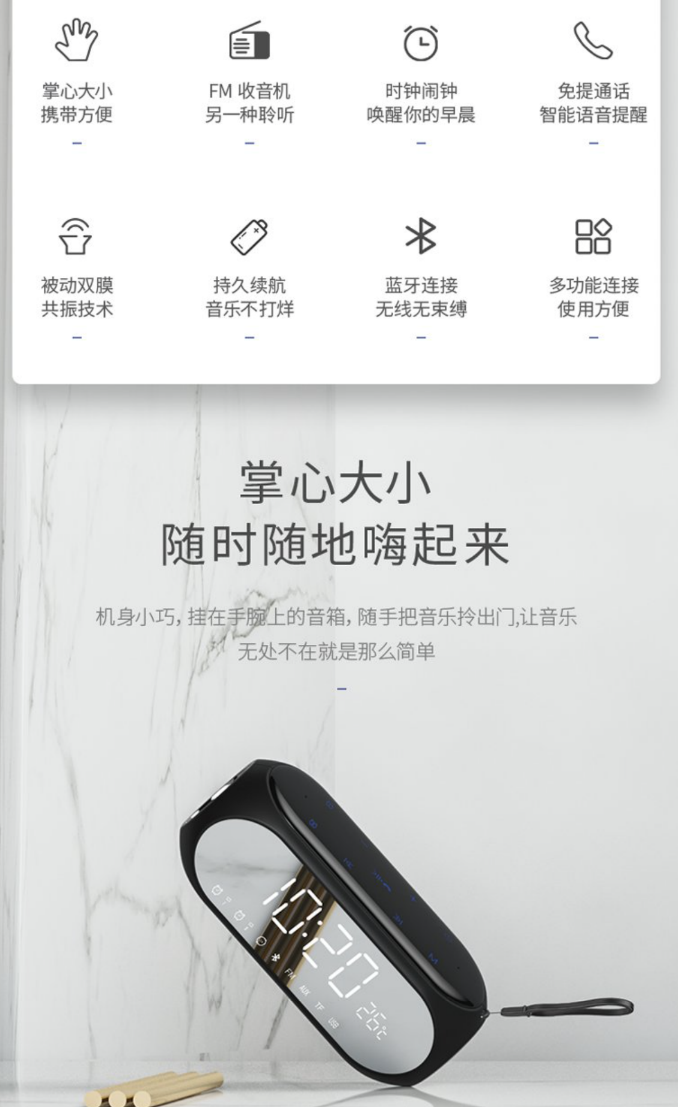 掌心大小 FM 收音机 时钟闹钟 免提通话
携带方便 另一种聆听 唤醒你的早晨 智能语音提醒
被动双膜 持久续航 蓝牙连接 多功能连接
共振技术 音乐不打烊 无线无束缚 使用方便
掌心大小
随时随地嗨起来
机身小巧, 挂在手腕上的音箱, 随手把音乐拎出门,让音乐
无处不在就是那么简单
10:20
26℃
FM AUX TF USB